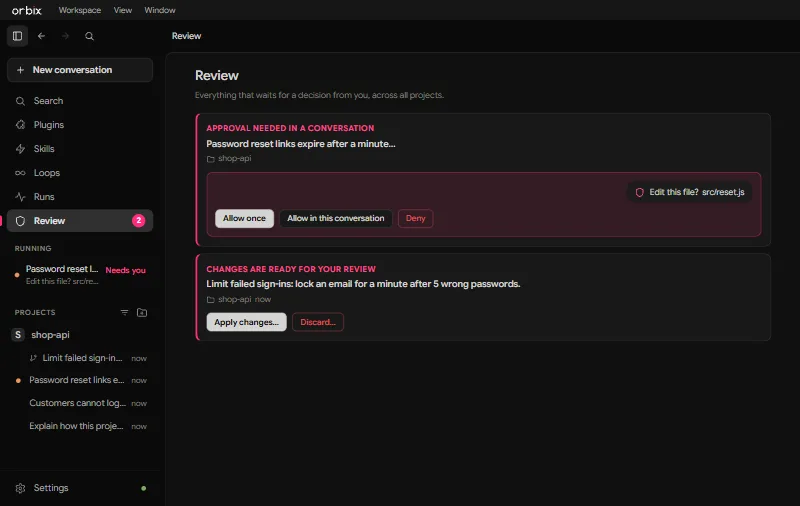 orbix Workspace View Window
Review
New conversation
Search
Plugins
Skills
Loops
Runs
Review 2
RUNNING
Password reset l... Needs you
Edit this file? src/re...
PROJECTS
S shop-api
Limit failed sign-in... now
Password reset links e... now
Customers cannot log... now
Explain how this proje... now
Settings
Review
Everything that waits for a decision from you, across all projects.
APPROVAL NEEDED IN A CONVERSATION
Password reset links expire after a minute...
shop-api
Edit this file? src/reset.js
Allow once Allow in this conversation Deny
CHANGES ARE READY FOR YOUR REVIEW
Limit failed sign-ins: lock an email for a minute after 5 wrong passwords.
shop-api now
Apply changes... Discard...